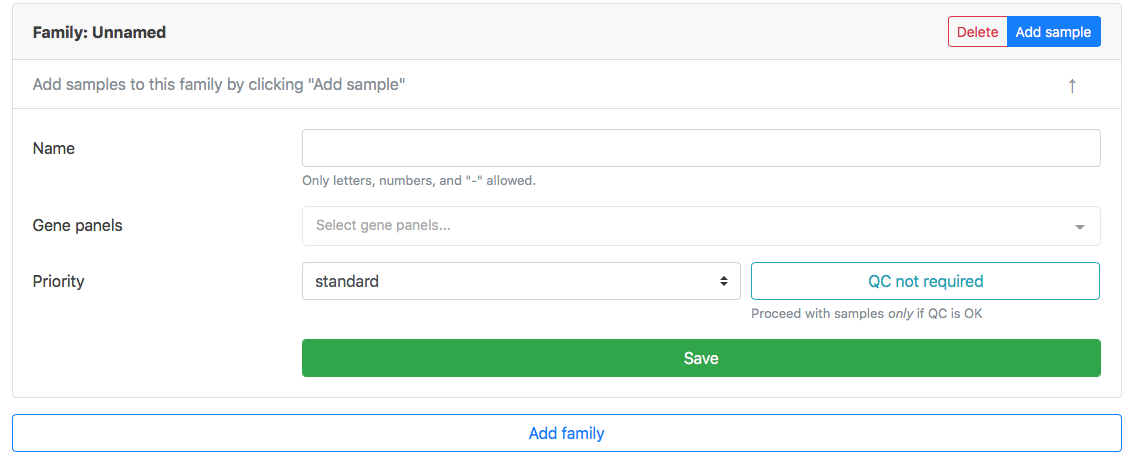 Family: Unnamed
Delete
Add sample
Add samples to this family by clicking "Add sample"
↑
Name
Only letters, numbers, and "-" allowed.
Gene panels
Select gene panels...
Priority
standard
QC not required
Proceed with samples only if QC is OK
Save
Add family